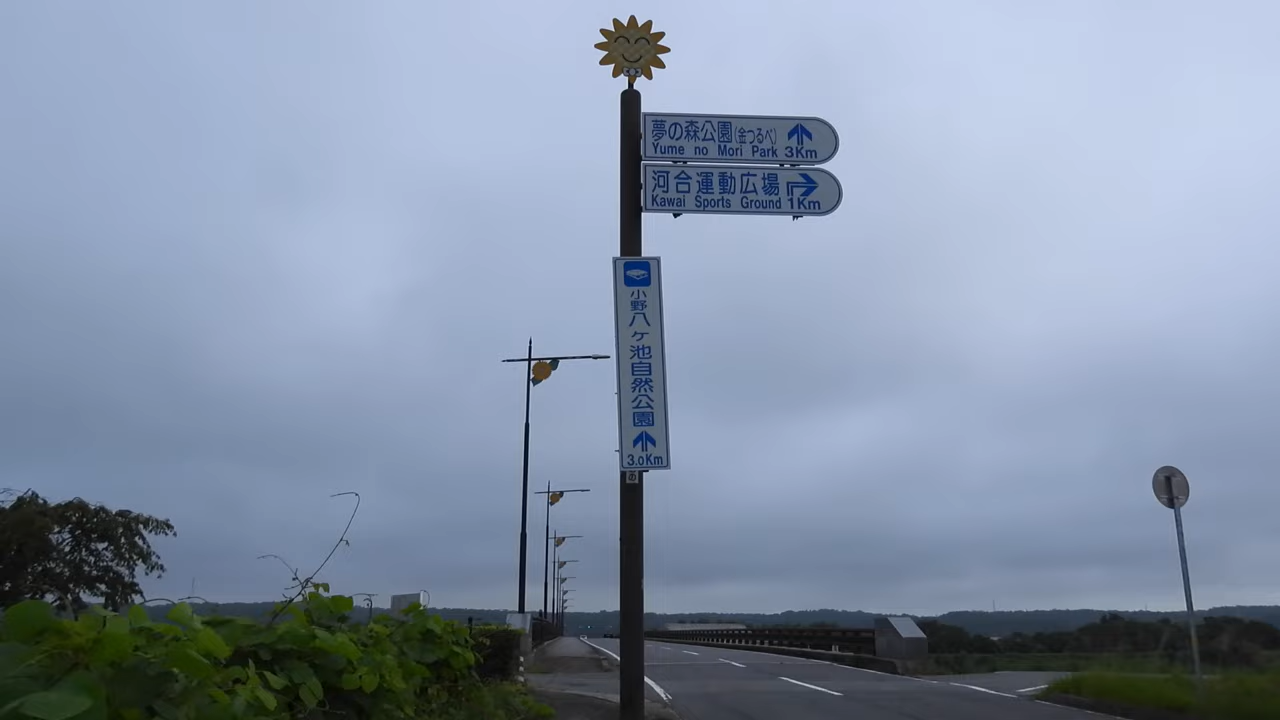 夢の森公園(金つるべ)
Yume no Mori Park 3Km
河合運動広場
Kawai Sports Ground 1Km
小野八ヶ池自然公園
3.0Km